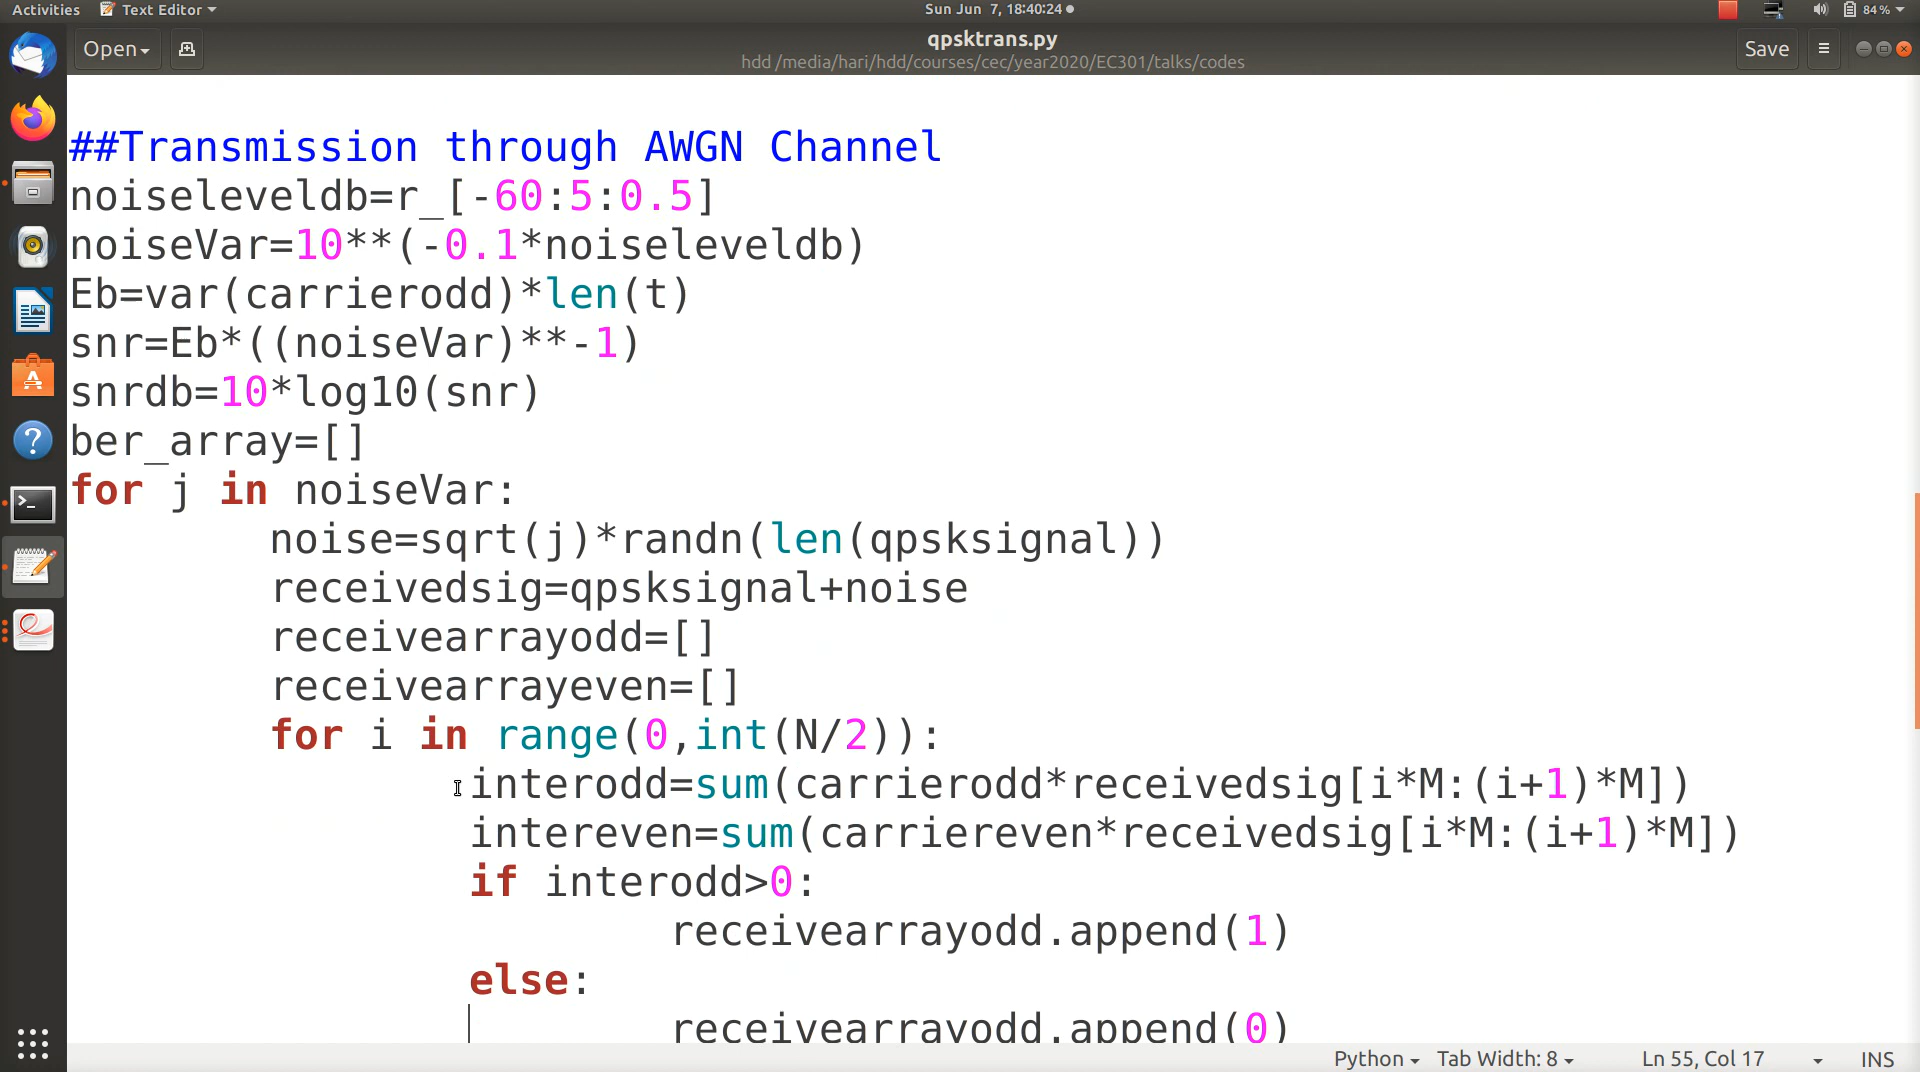 Activities
Text Editor
Sun Jun 7, 18:40:24
84 %
Open
qpsktrans.py
hdd /media/hari/hdd/courses/cec/year2020/EC301/talks/codes
Save
##Transmission through AWGN Channel
noiseleveldb=r_[-60:5:0.5]
noiseVar=10**(-0.1*noiseleveldb)
Eb=var(carrierodd)*len(t)
snr=Eb*((noiseVar)**-1)
snrdb=10*log10(snr)
ber_array=[]
for j in noiseVar:
noise=sqrt(j)*randn(len(qpsksignal))
receivedsig=qpsksignal+noise
receivearrayodd=[]
receivearrayeven=[]
for i in range(0,int(N/2)):
interodd=sum(carrierodd*receivedsig[i*M:(i+1)*M])
intereven=sum(carriereven*receivedsig[i*M:(i+1)*M])
if interodd>0:
receivearrayodd.append(1)
else:
receivearrayodd.append(0)
Python
Tab Width: 8
Ln 55, Col 17
INS